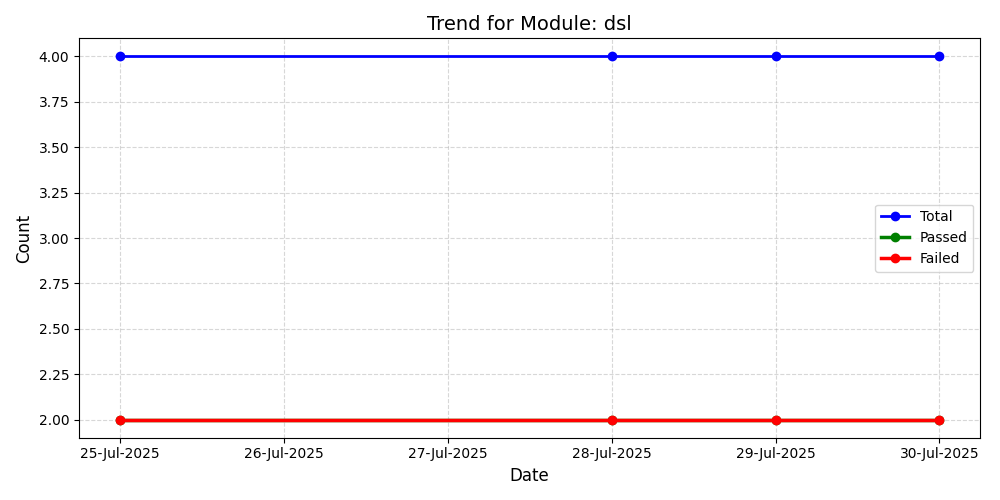 Trend for Module: dsl
4.00
3.75
3.50
3.25
3.00
2.75
2.50
2.25
2.00
Count
Total
Passed
Failed
25-Jul-2025
26-Jul-2025
27-Jul-2025
28-Jul-2025
29-Jul-2025
30-Jul-2025
Date